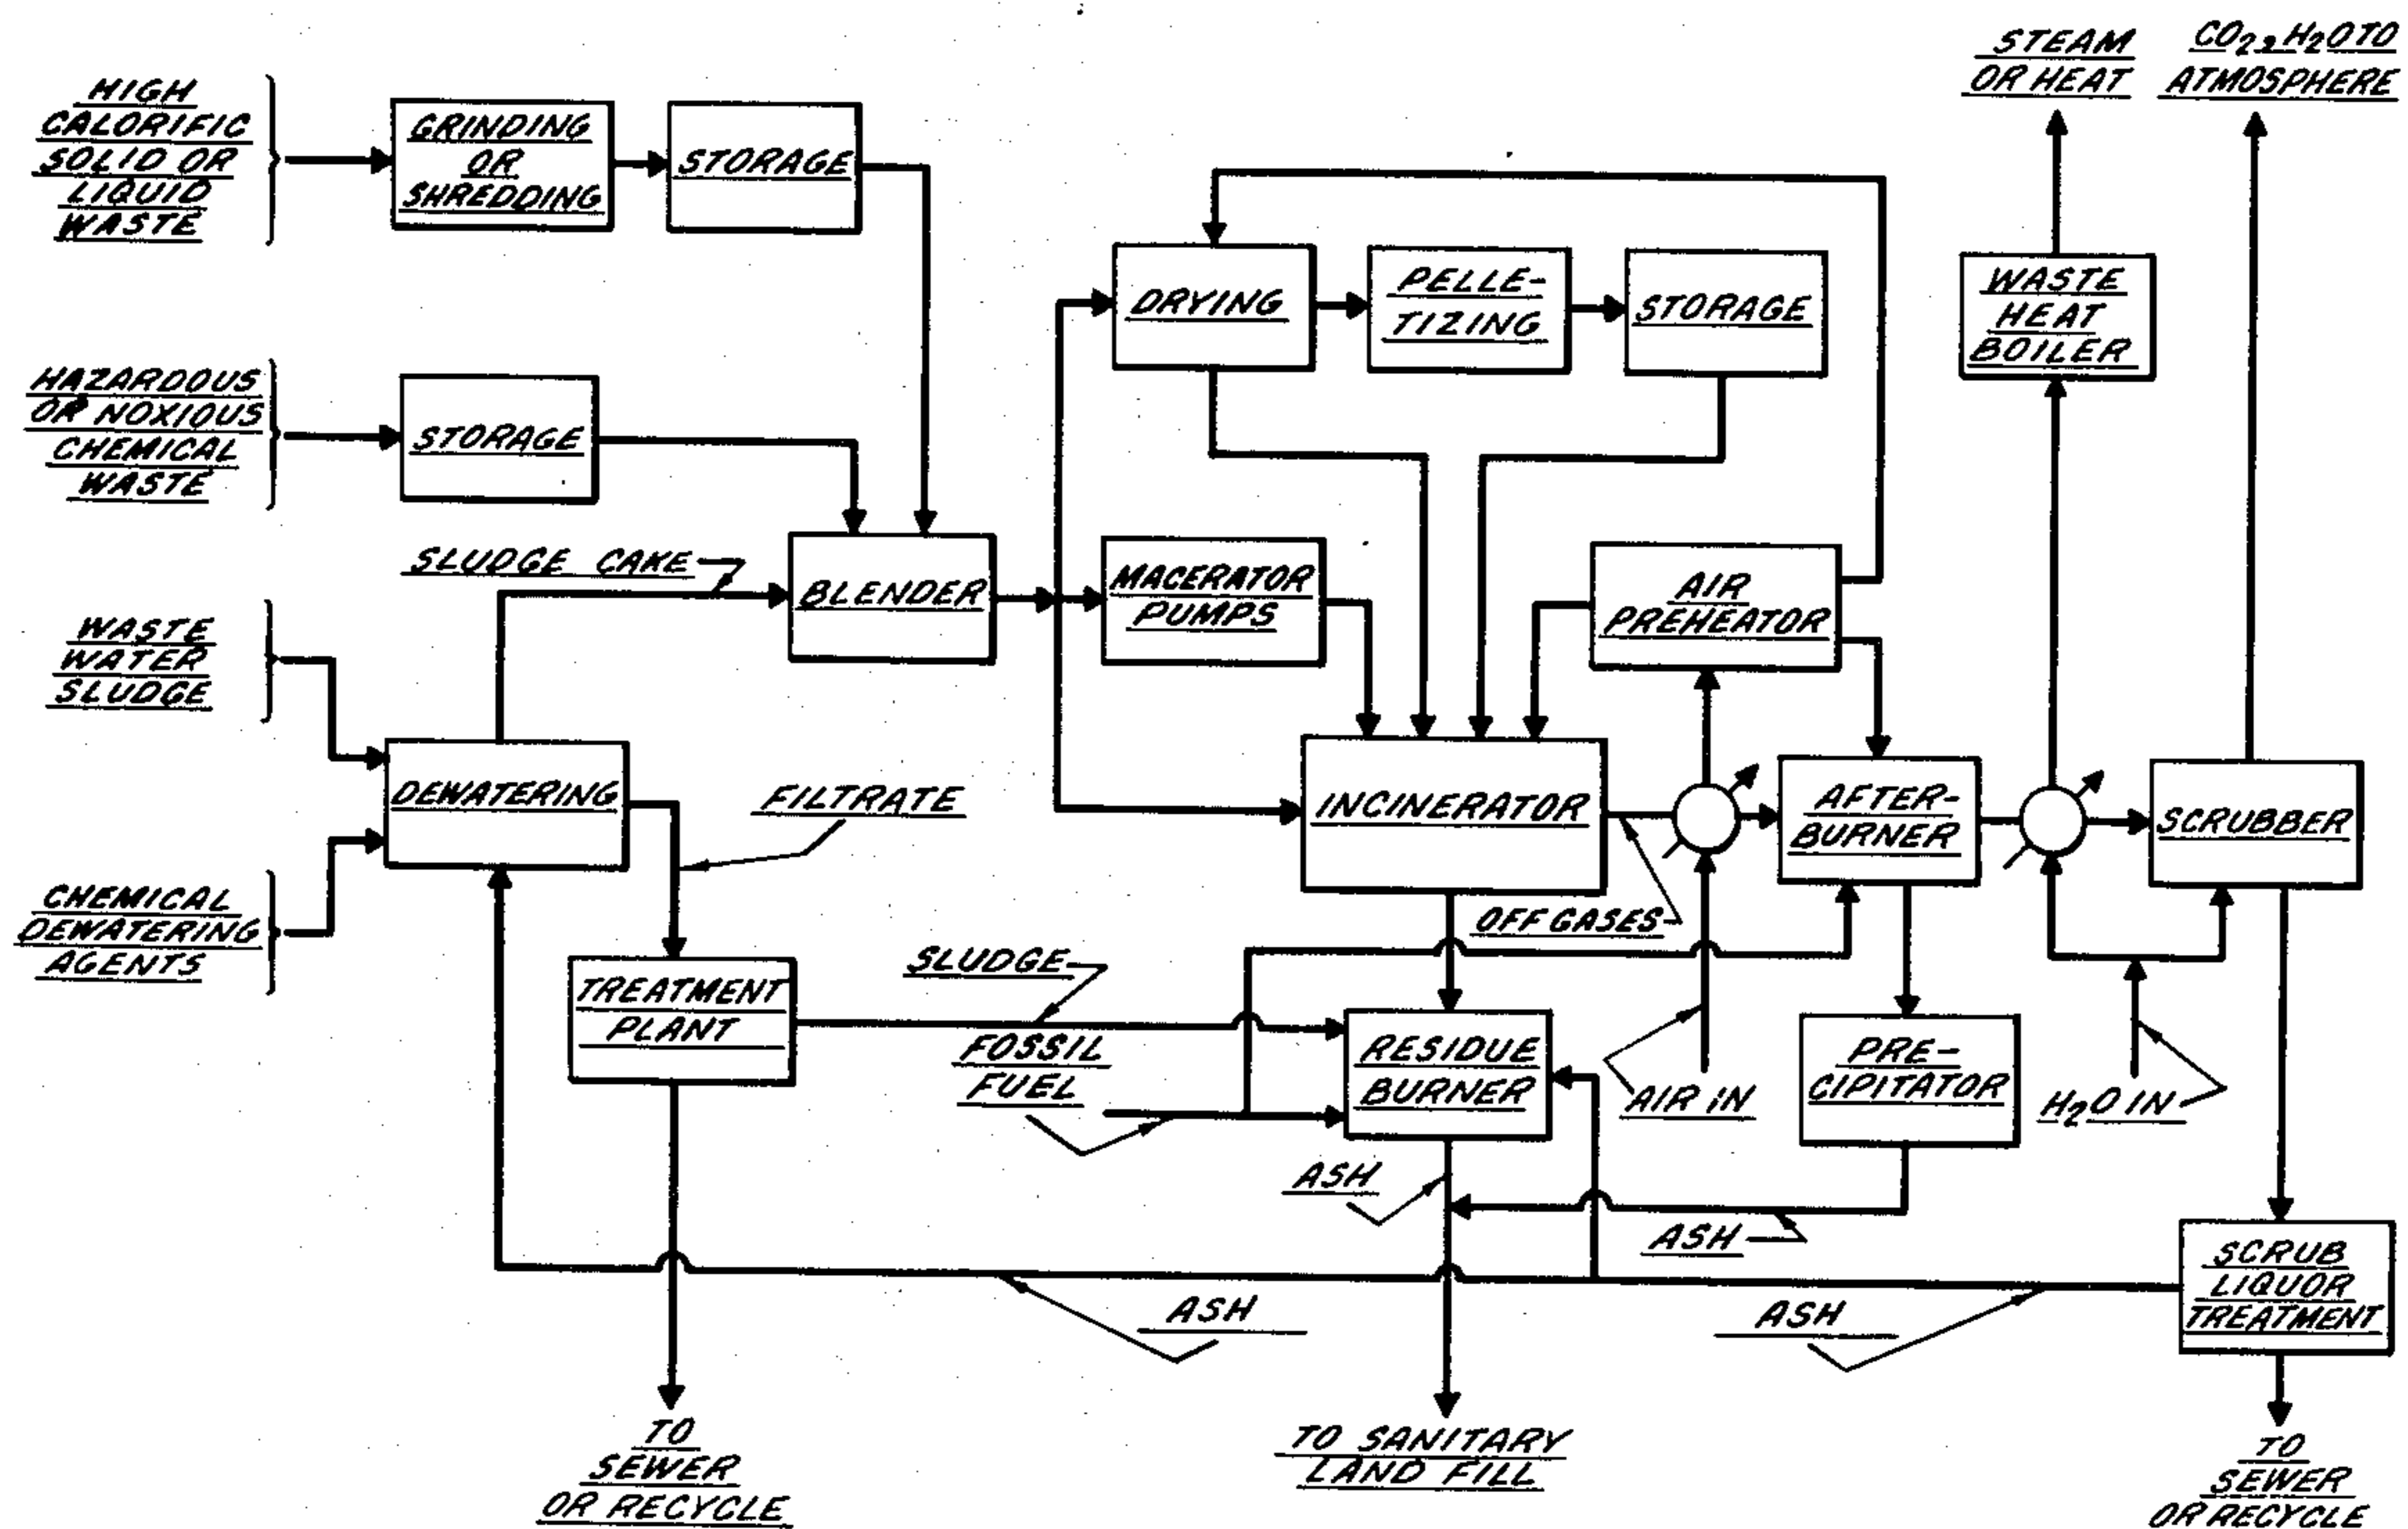 STEAM
OR HEAT
CO2, H2O TO
ATMOSPHERE
HIGH
CALORIFIC
SOLID OR
LIQUID
WASTE
GRINDING
OR
SHREDDING
STORAGE
DRYING
PELLE-
TIZING
STORAGE
WASTE
HEAT
BOILER
HAZARDOUS
OR NOXIOUS
CHEMICAL
WASTE
STORAGE
SLUDGE CAKE
BLENDER
MACERATOR
PUMPS
AIR
PREHEATOR
WASTE
WATER
SLUDGE
DEWATERING
FILTRATE
INCINERATOR
AFTER-
BURNER
SCRUBBER
CHEMICAL
DEWATERING
AGENTS
OFF GASES
SLUDGE
TREATMENT
PLANT
FOSSIL
FUEL
RESIDUE
BURNER
AIR IN
PRE-
CIPITATOR
H2O IN
ASH
ASH
ASH
ASH
SCRUB
LIQUOR
TREATMENT
TO
SEWER
OR RECYCLE
TO SANITARY
LAND FILL
TO
SEWER
OR RECYCLE